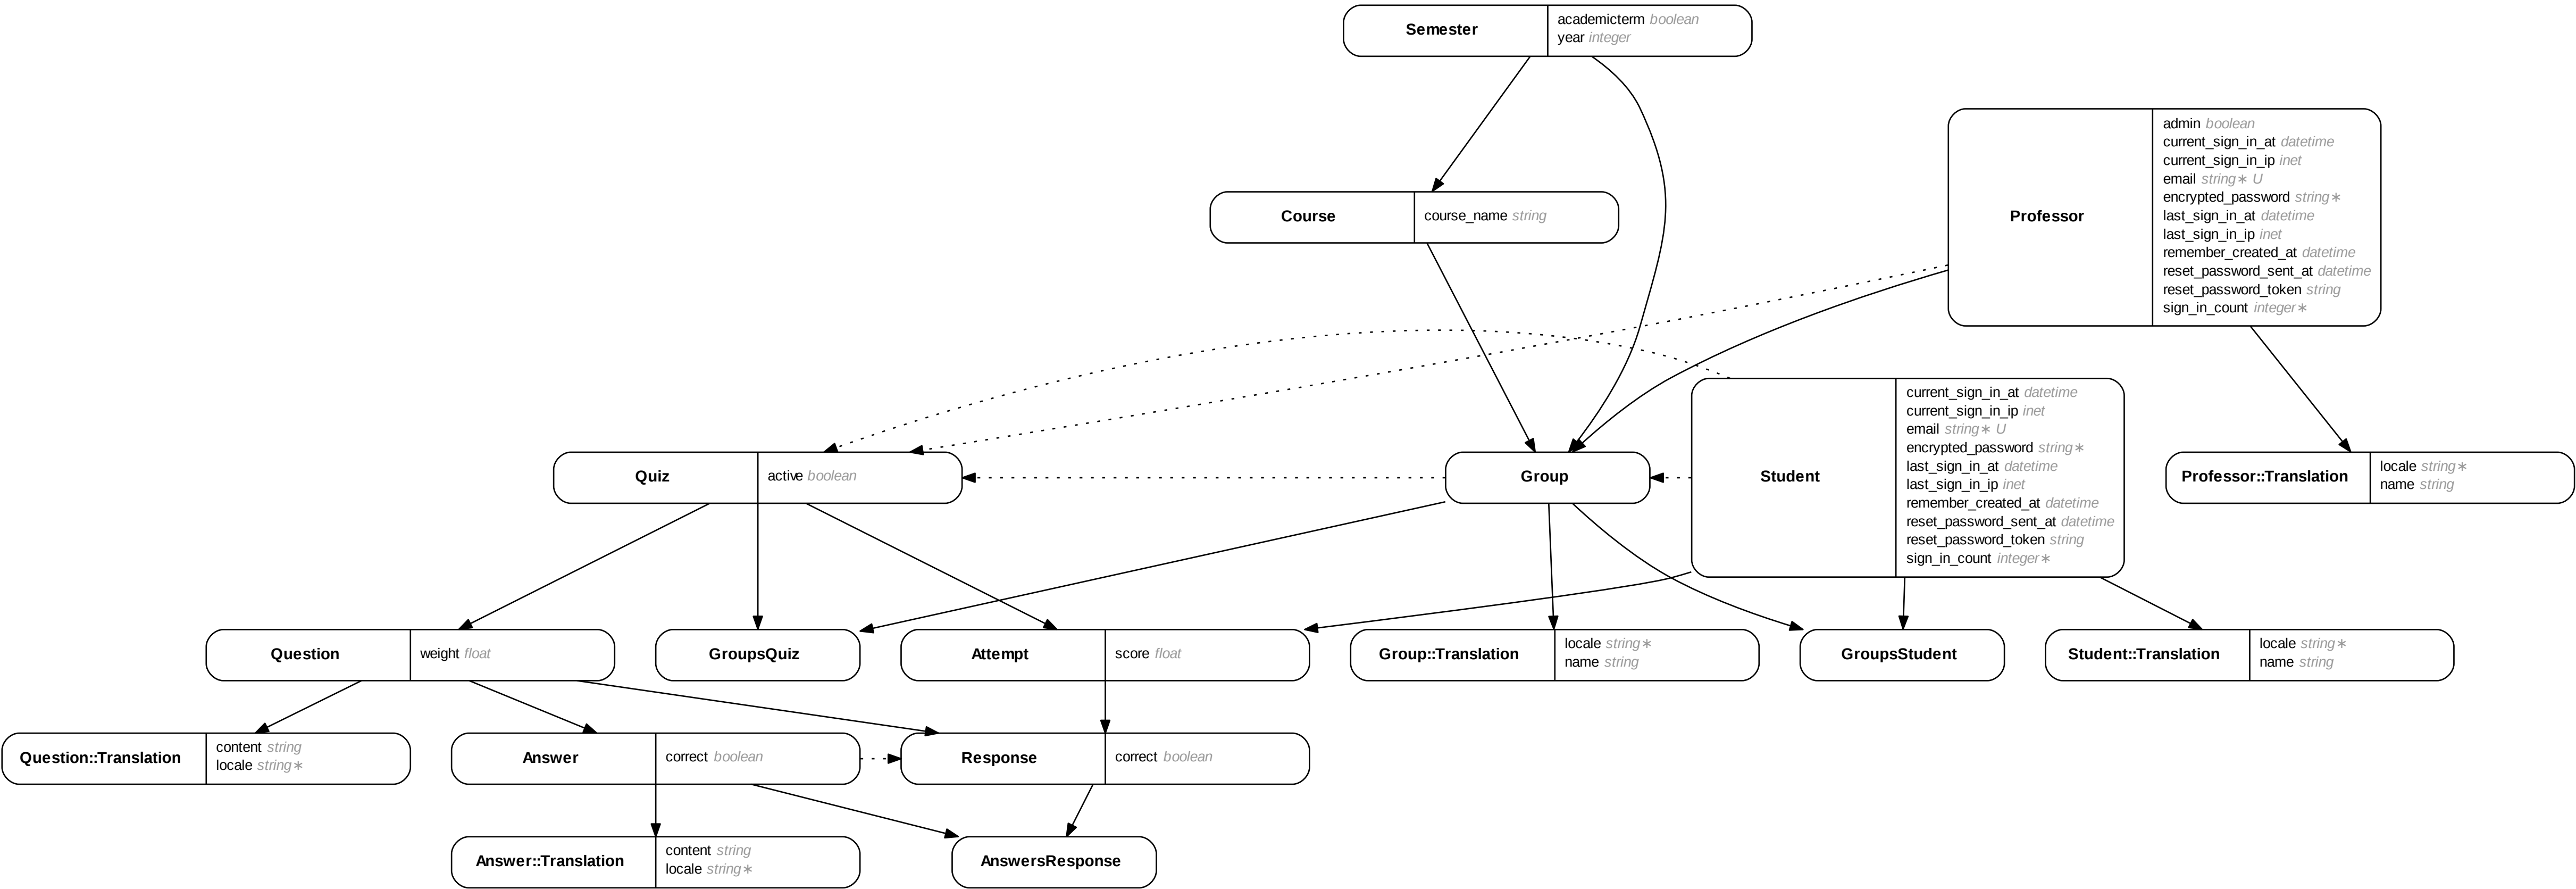 Semester
academicterm boolean
year integer
Professor
admin boolean
current_sign_in_at datetime
current_sign_in_ip inet
email string∗ U
encrypted_password string∗
last_sign_in_at datetime
last_sign_in_ip inet
remember_created_at datetime
reset_password_sent_at datetime
reset_password_token string
sign_in_count integer∗
Course
course_name string
Student
current_sign_in_at datetime
current_sign_in_ip inet
email string∗ U
encrypted_password string∗
last_sign_in_at datetime
last_sign_in_ip inet
remember_created_at datetime
reset_password_sent_at datetime
reset_password_token string
sign_in_count integer∗
Quiz
active boolean
Group
Professor::Translation
locale string∗
name string
Question
weight float
GroupsQuiz
Attempt
score float
Group::Translation
locale string∗
name string
GroupsStudent
Student::Translation
locale string∗
name string
Question::Translation
content string
locale string∗
Answer
correct boolean
Response
correct boolean
Answer::Translation
content string
locale string∗
AnswersResponse